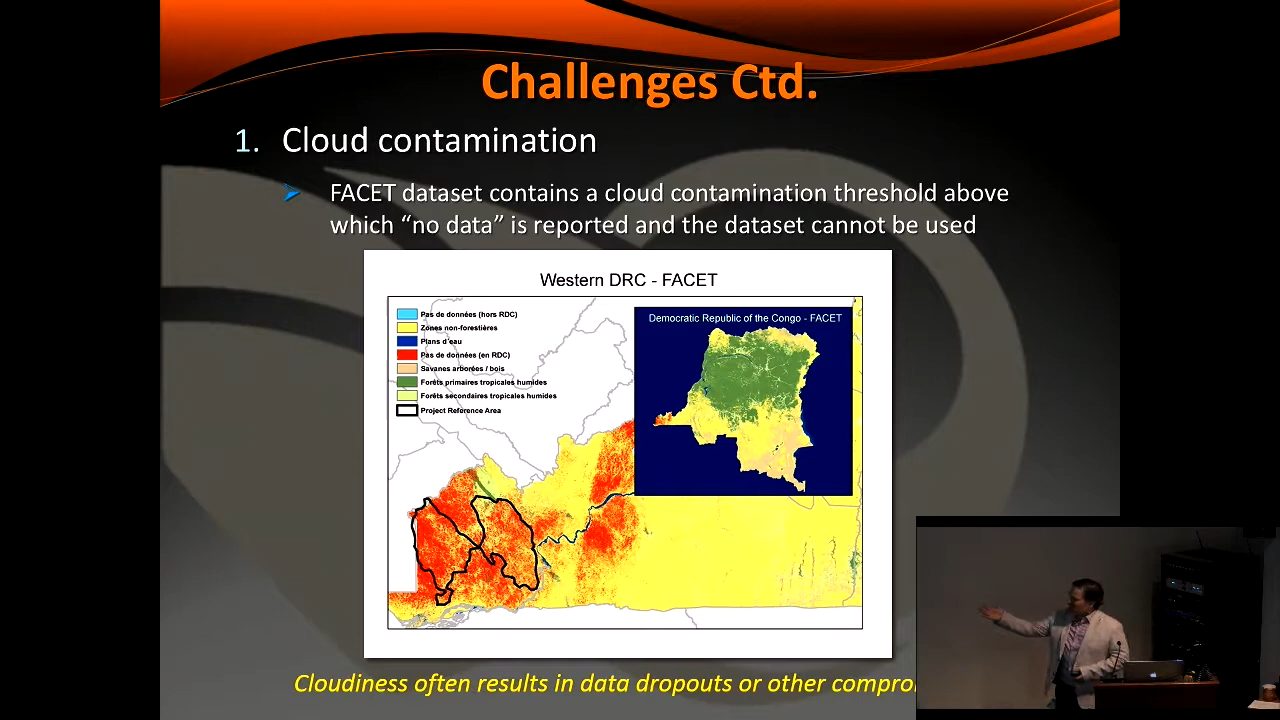 Challenges Ctd.
1. Cloud contamination
FACET dataset contains a cloud contamination threshold above
which “no data” is reported and the dataset cannot be used
Western DRC - FACET
Pas de données (hors RDC)
Zones non-forestières
Plans d'eau
Pas de données (en RDC)
Savanes arborées / bois
Forêts primaires tropicales humides
Forêts secondaires tropicales humides
Project Reference Area
Democratic Republic of the Congo - FACET
Cloudiness often results in data dropouts or other